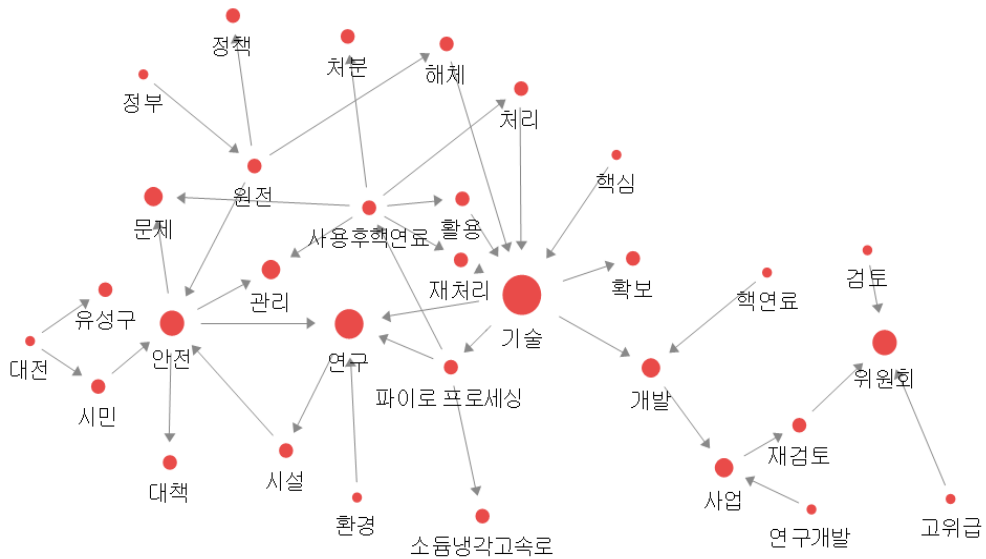 정책
처분
해체
정부
처리
핵심
원전
문제
사용후핵연료
활용
검토
재처리
확보
핵연료
관리
유성구
기술
대전
안전
연구
위원회
파이로 프로세싱
개발
시민
재검토
시설
대책
사업
환경
연구개발
고위급
소듐냉각고속로